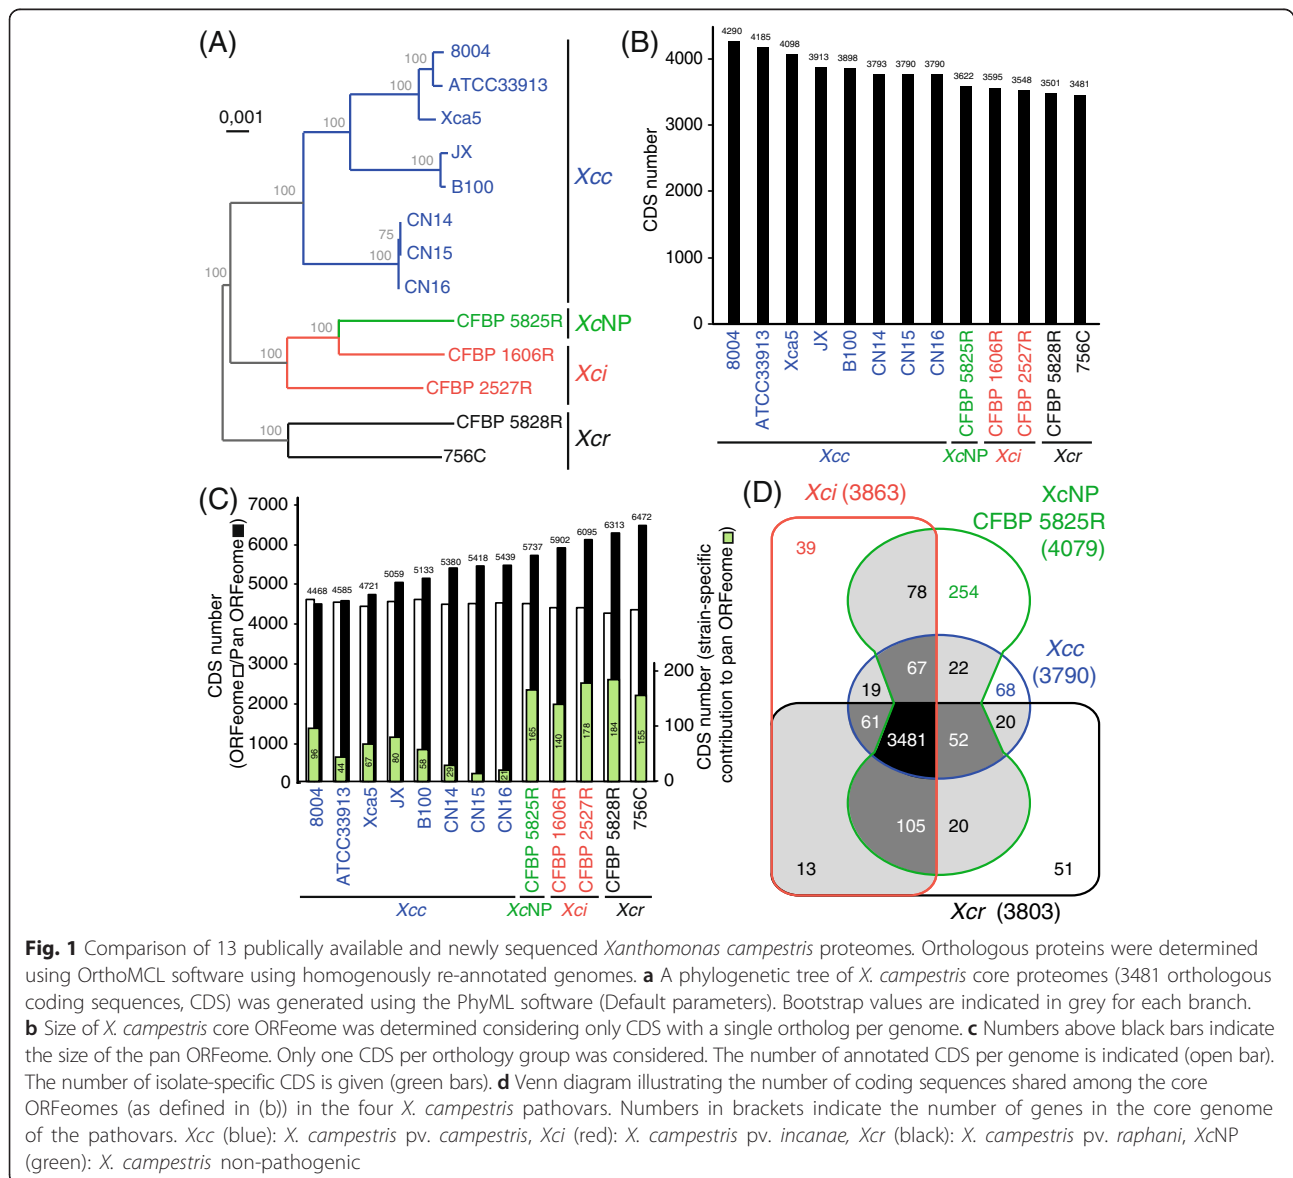 (A)
0,001
100
100
100
100
100
75
100
100
100
100
100
8004
ATCC33913
Xca5
JX
B100
CN14
CN15
CN16
CFBP 5825R
CFBP 1606R
CFBP 2527R
CFBP 5828R
756C
Xcc
XcNP
Xci
Xcr
(B)
CDS number
4000
3000
2000
1000
0
4290
4185
4098
3913
3898
3793
3790
3790
3622
3595
3548
3501
3481
8004
ATCC33913
Xca5
JX
B100
CN14
CN15
CN16
CFBP 5825R
CFBP 1606R
CFBP 2527R
CFBP 5828R
756C
Xcc
XcNP
Xci
Xcr
(C)
CDS number
(ORFeome □/Pan ORFeome ■)
7000
6000
5000
4000
3000
2000
1000
0
4468
4585
4721
5059
5133
5380
5418
5439
5737
5902
6095
6313
6472
96
44
67
80
58
29
21
165
140
178
184
155
200
100
0
CDS number (strain-specific
contribution to pan ORFeome □)
8004
ATCC33913
Xca5
JX
B100
CN14
CN15
CN16
CFBP 5825R
CFBP 1606R
CFBP 2527R
CFBP 5828R
756C
Xcc
XcNP
Xci
Xcr
(D)
Xci (3863)
XcNP
CFBP 5825R
(4079)
Xcc
(3790)
39
78
254
67
22
19
68
61
3481
52
20
105
20
13
51
Xcr (3803)
Fig. 1 Comparison of 13 publically available and newly sequenced Xanthomonas campestris proteomes. Orthologous proteins were determined
using OrthoMCL software using homogenously re-annotated genomes. a A phylogenetic tree of X. campestris core proteomes (3481 orthologous
coding sequences, CDS) was generated using the PhyML software (Default parameters). Bootstrap values are indicated in grey for each branch.
b Size of X. campestris core ORFeome was determined considering only CDS with a single ortholog per genome. c Numbers above black bars indicate
the size of the pan ORFeome. Only one CDS per orthology group was considered. The number of annotated CDS per genome is indicated (open bar).
The number of isolate-specific CDS is given (green bars). d Venn diagram illustrating the number of coding sequences shared among the core
ORFeomes (as defined in (b)) in the four X. campestris pathovars. Numbers in brackets indicate the number of genes in the core genome
of the pathovars. Xcc (blue): X. campestris pv. campestris, Xci (red): X. campestris pv. incanae, Xcr (black): X. campestris pv. raphani, XcNP
(green): X. campestris non-pathogenic